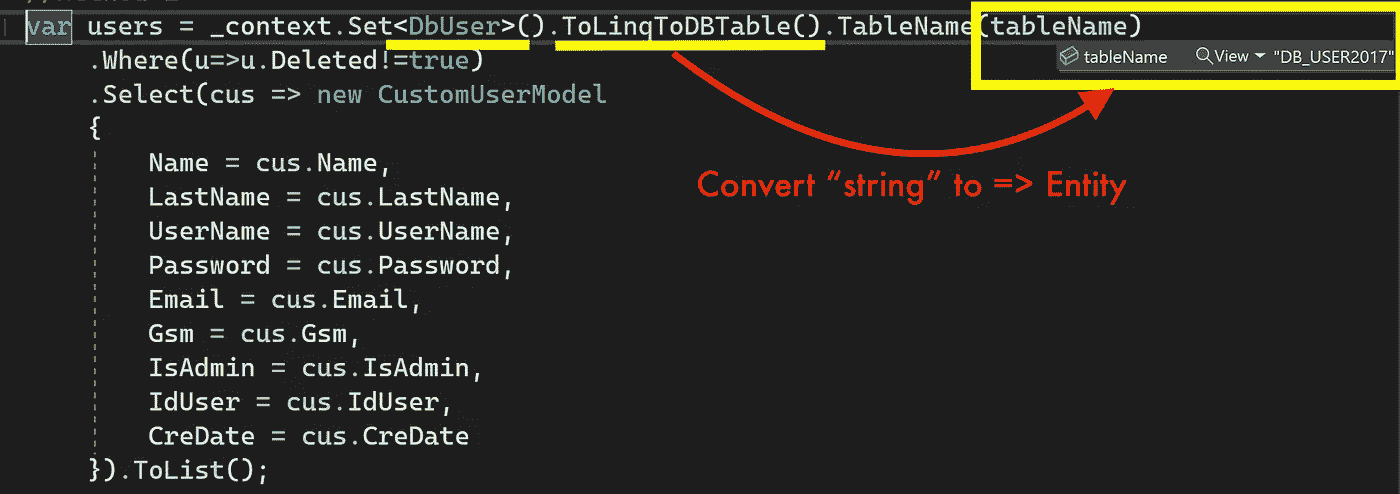 var users = _context.Set<DbUser>().ToLinqToDBTable().TableName(tableName)
tableName View "DB_USER2017"
.Where(u=>u.Deleted!=true)
.Select(cus => new CustomUserModel
{
Name = cus.Name,
LastName = cus.LastName,
UserName = cus.UserName,
Password = cus.Password,
Email = cus.Email,
Gsm = cus.Gsm,
IsAdmin = cus.IsAdmin,
IdUser = cus.IdUser,
CreDate = cus.CreDate
}).ToList();
Convert “string” to => Entity